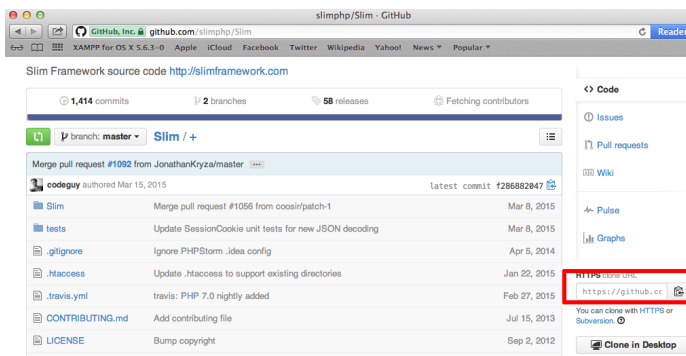 slimphp/Slim · GitHub
GitHub, Inc. github.com/slimphp/Slim
Reader
XAMPP for OS X 5.6.3-0 Apple iCloud Facebook Twitter Wikipedia Yahoo! News Popular
Slim Framework source code http://slimframework.com
1,414 commits 2 branches 58 releases Fetching contributors
branch: master Slim / +
Merge pull request #1092 from JonathanKryza/master ...
codeguy authored Mar 15, 2015 latest commit f286882047
Slim Merge pull request #1056 from coosir/patch-1 Mar 8, 2015
tests Update SessionCookie unit tests for new JSON decoding Mar 8, 2015
.gitignore Ignore PHPStorm .idea config Apr 5, 2014
.htaccess Update .htaccess to support existing directories Jan 22, 2015
.travis.yml travis: PHP 7.0 nightly added Feb 27, 2015
CONTRIBUTING.md Add contributing file Jul 15, 2013
LICENSE Bump copyright Sep 2, 2012
<> Code
Issues
Pull requests
Wiki
Pulse
Graphs
HTTPS clone URL
https://github.cc
You can clone with HTTPS or
Subversion.
Clone in Desktop